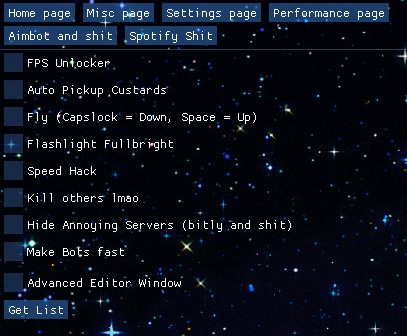 Home page Misc page Settings page Performance page
Aimbot and shit Spotify Shit
FPS Unlocker
Auto Pickup Custards
Fly (Capslock = Down, Space = Up)
Flashlight Fullbright
Speed Hack
Kill others lmao
Hide Annoying Servers (bitly and shit)
Make Bots fast
Advanced Editor Window
Get List